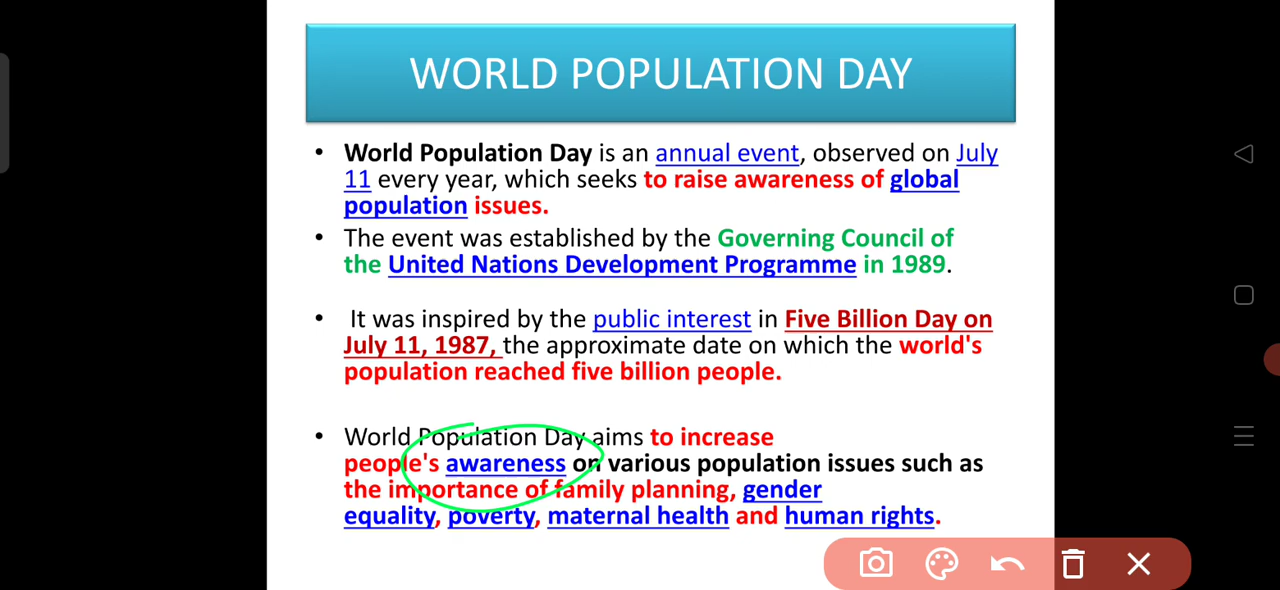 WORLD POPULATION DAY
• World Population Day is an annual event, observed on July
11 every year, which seeks to raise awareness of global
population issues.
• The event was established by the Governing Council of
the United Nations Development Programme in 1989.
• It was inspired by the public interest in Five Billion Day on
July 11, 1987, the approximate date on which the world's
population reached five billion people.
• World Population Day aims to increase
people's awareness on various population issues such as
the importance of family planning, gender
equality, poverty, maternal health and human rights.